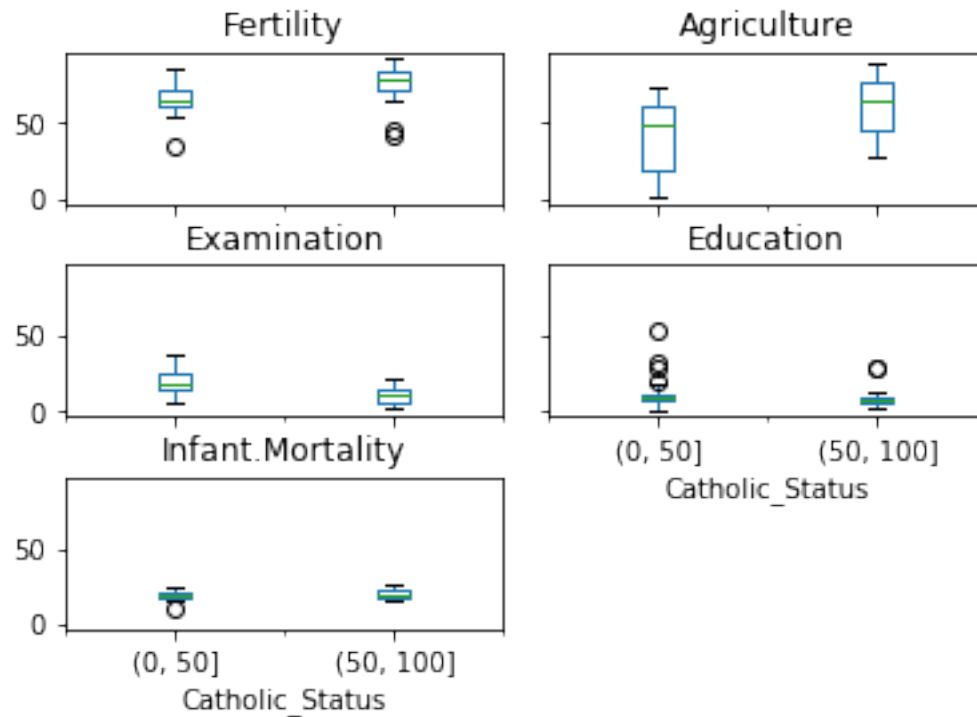 Fertility
Agriculture
50
0
Examination
Education
50
0
Infant.Mortality
(0, 50] (50, 100]
Catholic_Status
50
0
(0, 50] (50, 100]
Catholic_Status